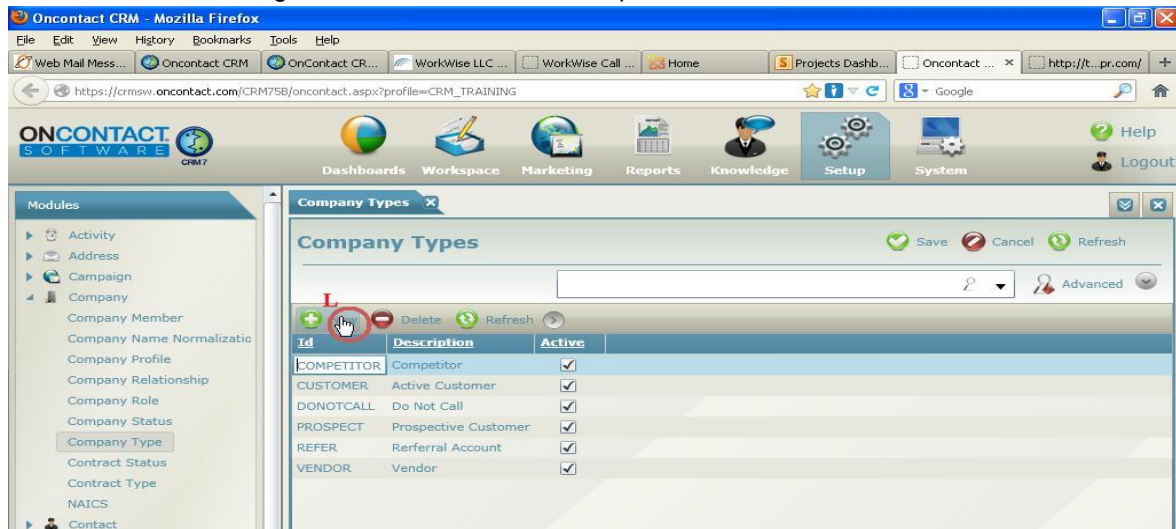 Oncontact CRM - Mozilla Firefox
File Edit View History Bookmarks Tools Help
Web Mail Mess... Oncontact CRM OnContact CR... WorkWise LLC ... WorkWise Call ... Home Projects Dashb... Oncontact ... × http://t...pr.com/ +
https://crmsw.oncontact.com/CRM75B/oncontact.aspx?profile=CRM_TRAINING Google
ONCONTACT
SOFTWARE
CRM7
Dashboards Workspace Marketing Reports Knowledge Setup System
Help
Logout
Modules
Activity
Address
Campaign
Company
Company Member
Company Name Normalizatio
Company Profile
Company Relationship
Company Role
Company Status
Company Type
Contract Status
Contract Type
NAICS
Contact
Company Types
Company Types Save Cancel Refresh
Advanced
L
Delete Refresh
Id Description Active
COMPETITOR Competitor
CUSTOMER Active Customer
DONOTCALL Do Not Call
PROSPECT Prospective Customer
REFER Rerferral Account
VENDOR Vendor